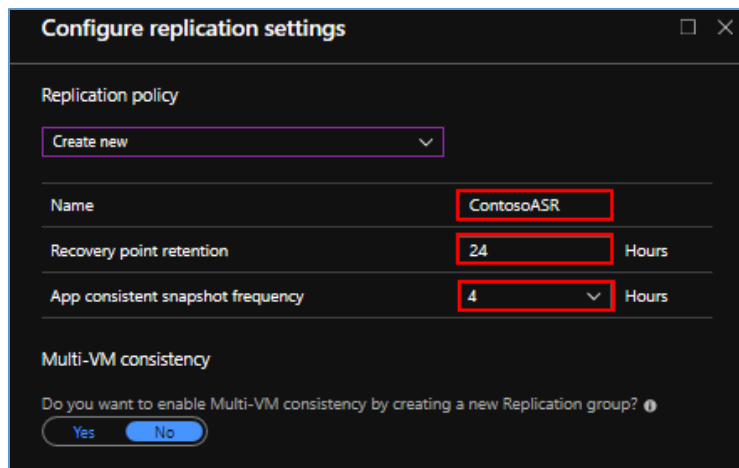 Configure replication settings
Replication policy
Create new
Name ContosoASR
Recovery point retention 24 Hours
App consistent snapshot frequency 4 Hours
Multi-VM consistency
Do you want to enable Multi-VM consistency by creating a new Replication group?
Yes No